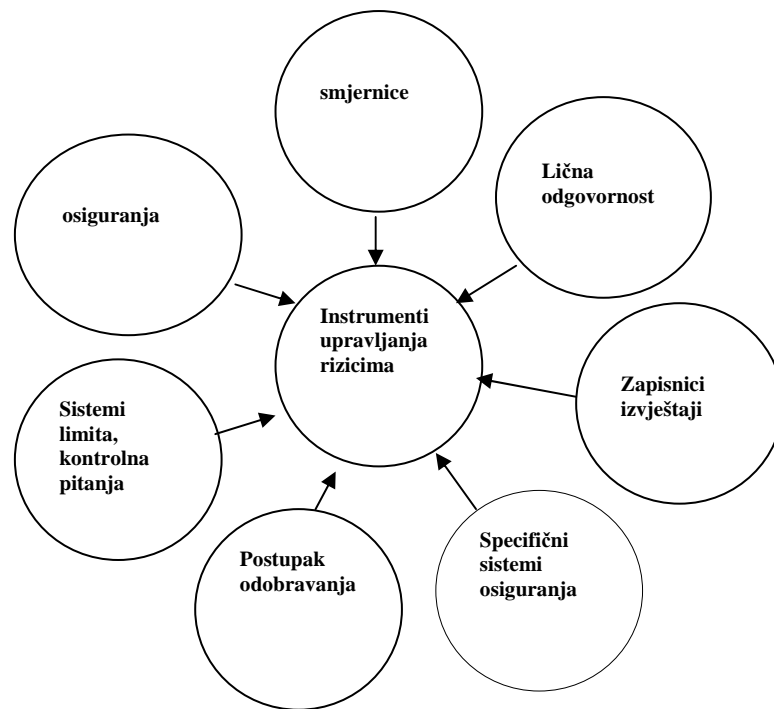 smjernice
Lična
odgovornost
osiguranja
Instrumenti
upravljanja
rizicima
Zapisnici
izvještaji
Sistemi
limita,
kontrolna
pitanja
Postupak
odobravanja
Specifični
sistemi
osiguranja